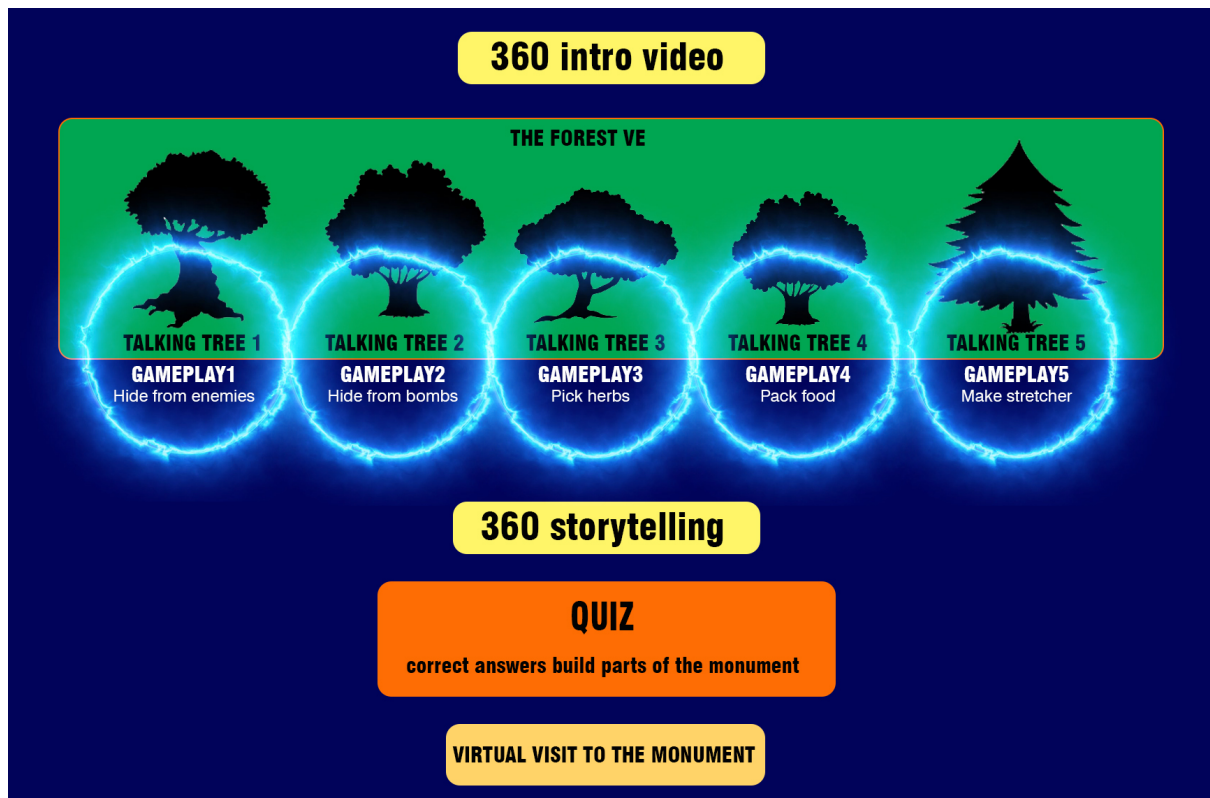 360 intro video
THE FOREST VE
TALKING TREE 1
GAMEPLAY1
Hide from enemies
TALKING TREE 2
GAMEPLAY2
Hide from bombs
TALKING TREE 3
GAMEPLAY3
Pick herbs
TALKING TREE 4
GAMEPLAY4
Pack food
TALKING TREE 5
GAMEPLAY5
Make stretcher
360 storytelling
QUIZ
correct answers build parts of the monument
VIRTUAL VISIT TO THE MONUMENT